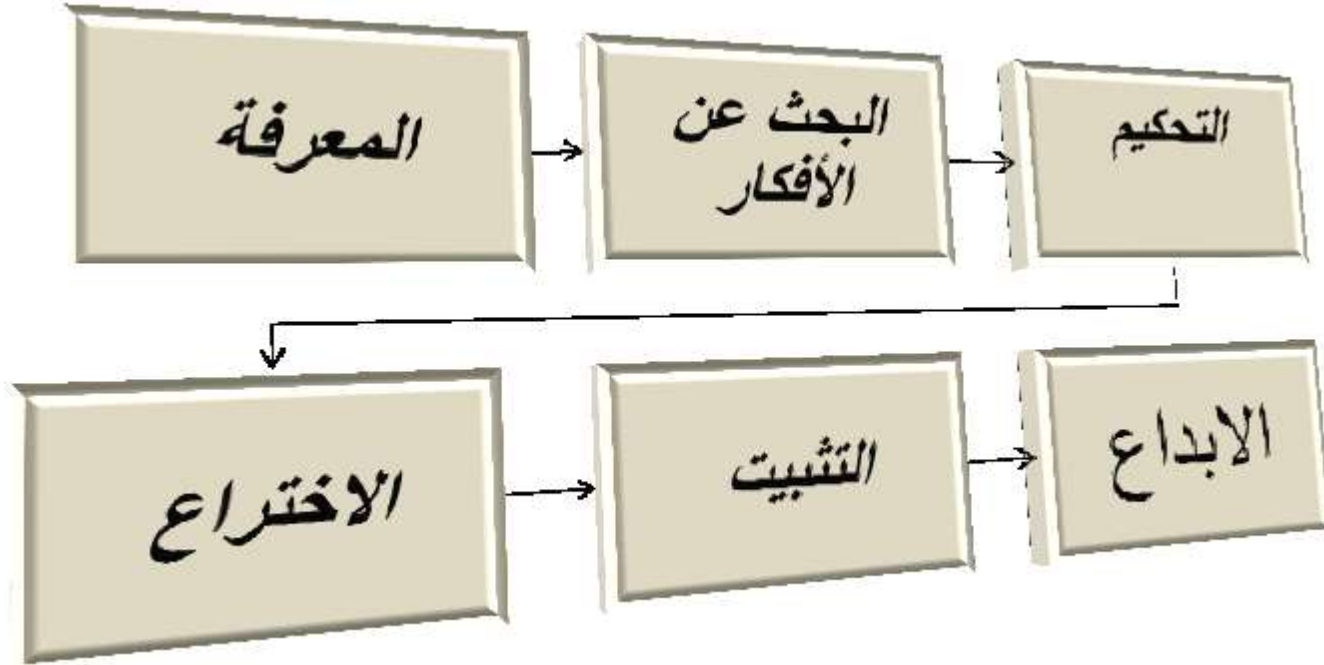 المعرفة
البحث عن
الأفكار
التحكيم
الاختراع
التثبيت
الابداع